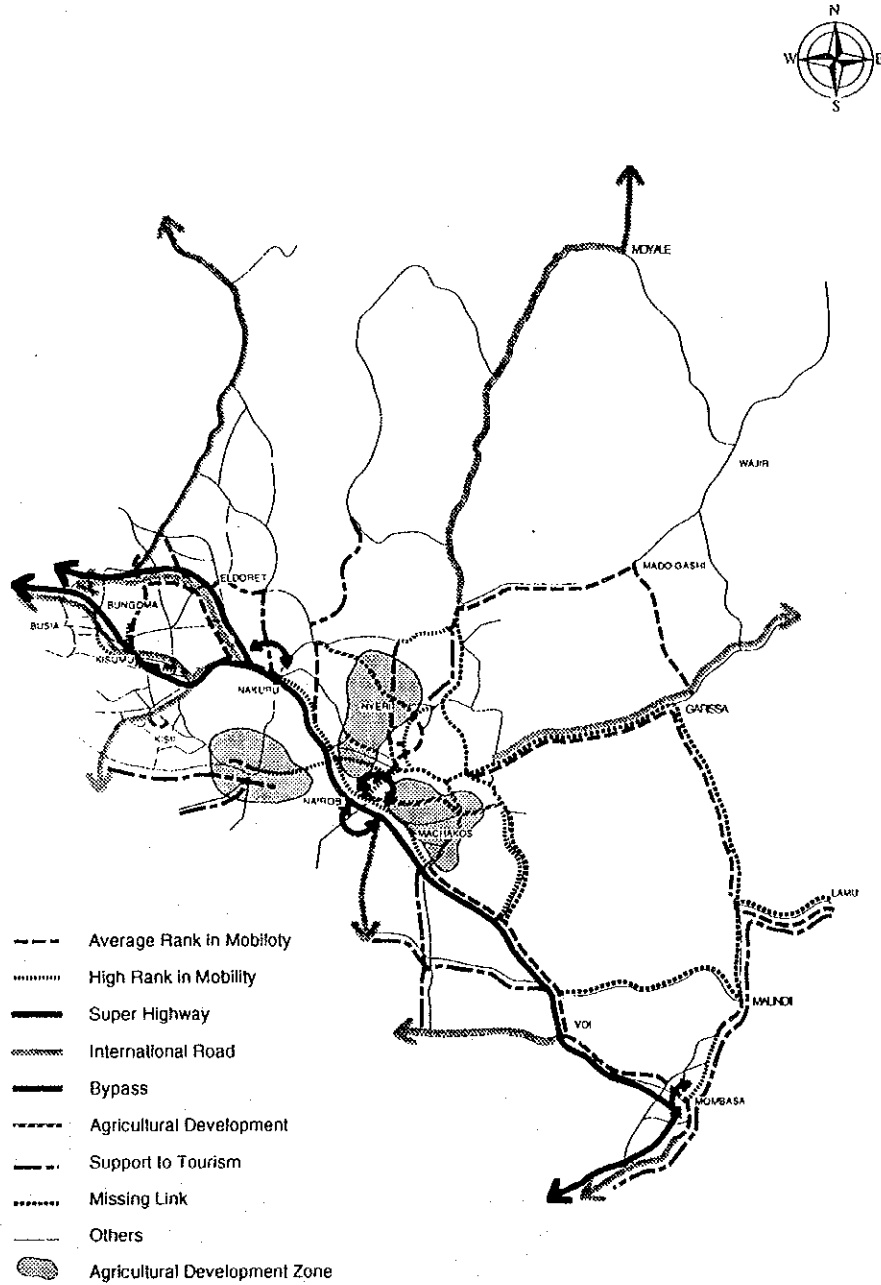 N
W E
S
MOYALE
WAJIR
ELDORET
MADO GASHI
BUNGOMA
BUSIA
KISUMU
NAKURU
NYERI
GARISSA
KISII
NAIROBI
MACHAKOS
LAMU
MALINDI
VOI
MOMBASA
Average Rank in Mobiloty
High Rank in Mobility
Super Highway
International Road
Bypass
Agricultural Development
Support to Tourism
Missing Link
Others
Agricultural Development Zone